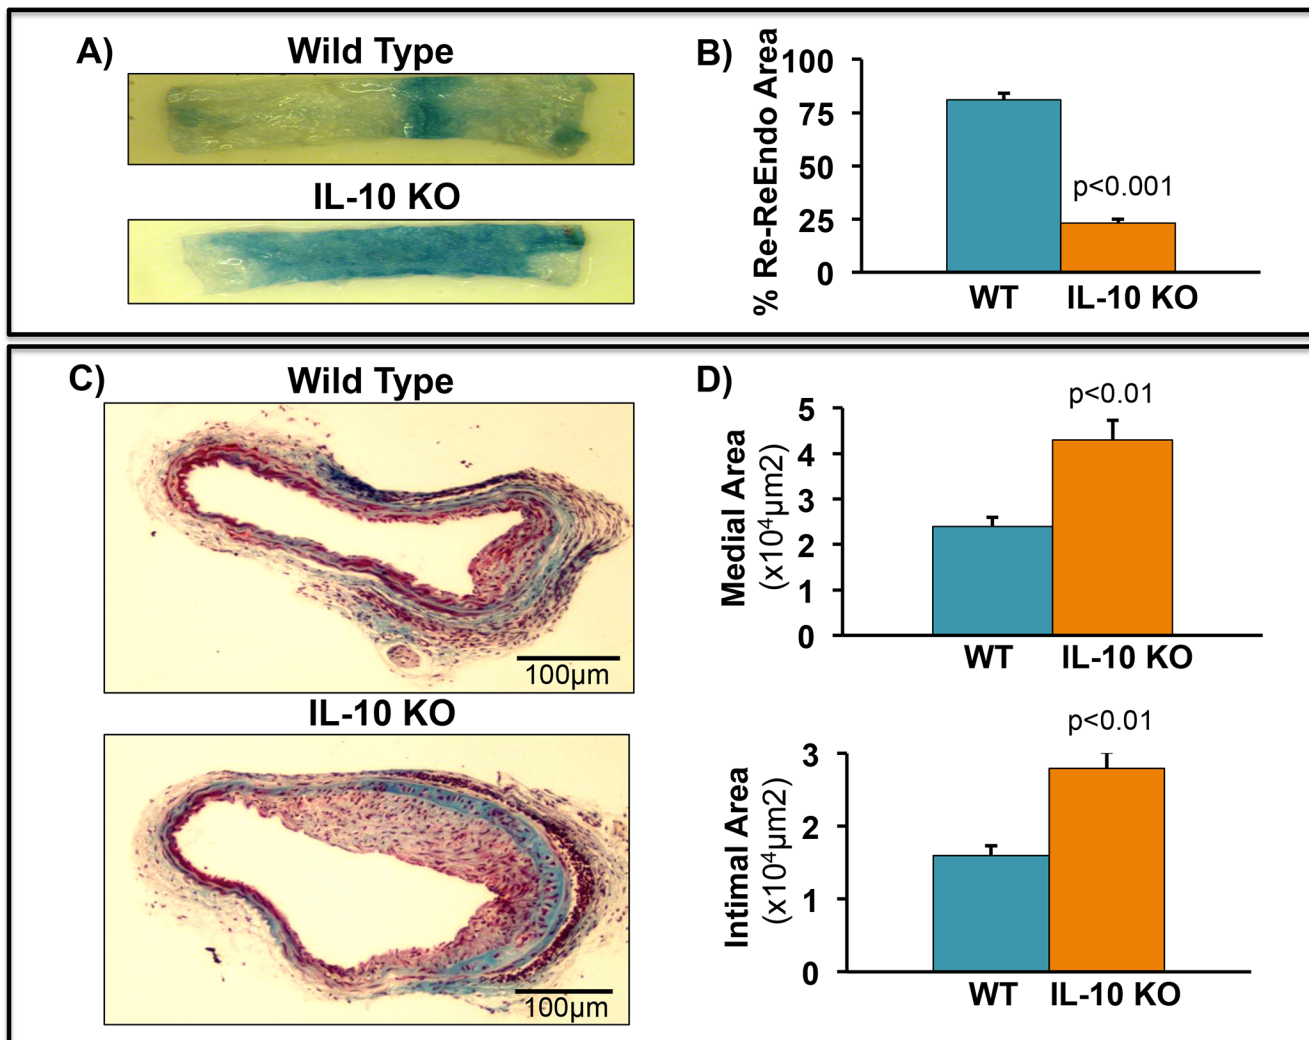 A)
Wild Type
IL-10 KO
B)
% Re-ReEndo Area
100
75
50
25
0
p<0.001
WT
IL-10 KO
C)
Wild Type
100µm
IL-10 KO
100µm
D)
Medial Area
(x10⁴µm2)
5
4
3
2
1
0
p<0.01
WT
IL-10 KO
Intimal Area
(x10⁴µm2)
3
2
1
0
p<0.01
WT
IL-10 KO